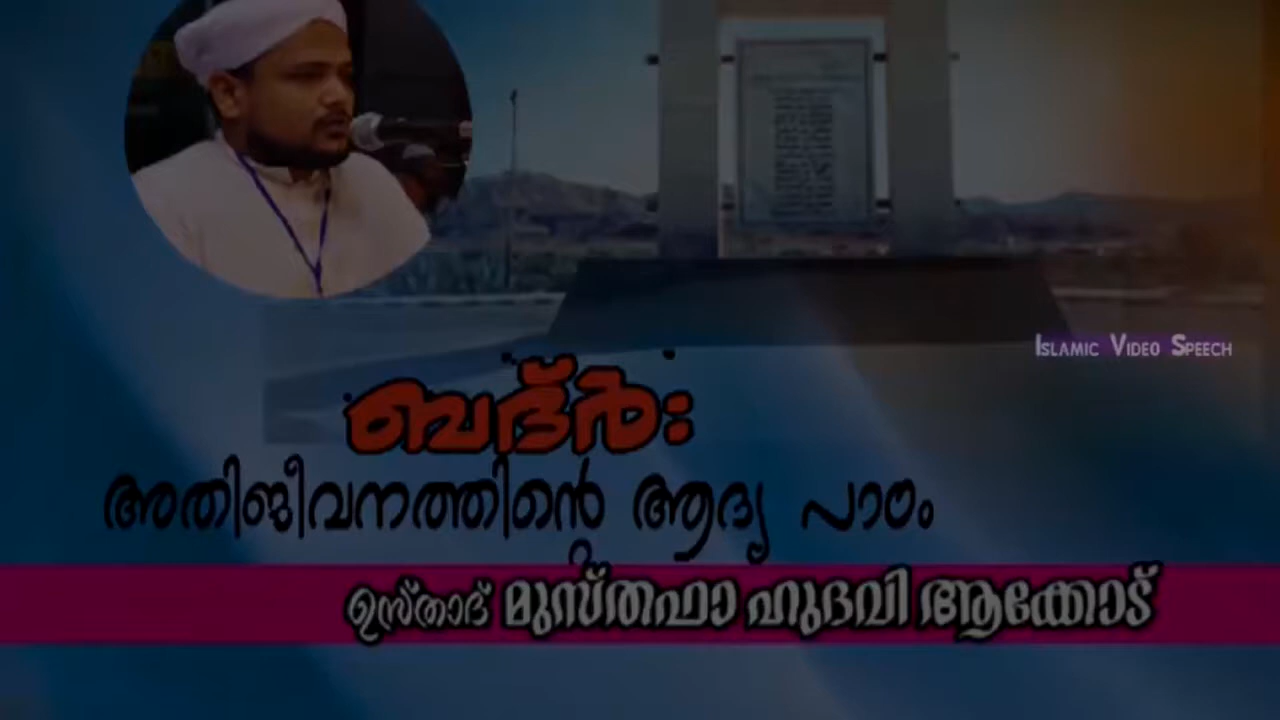 Islamic Video Speech
ബദ്ർ:
അതിജീവനത്തിന്റെ ആദ്യ പാഠം
ഉസ്താദ് മുസ്തഫാ ഹുദവി ആക്കോട്